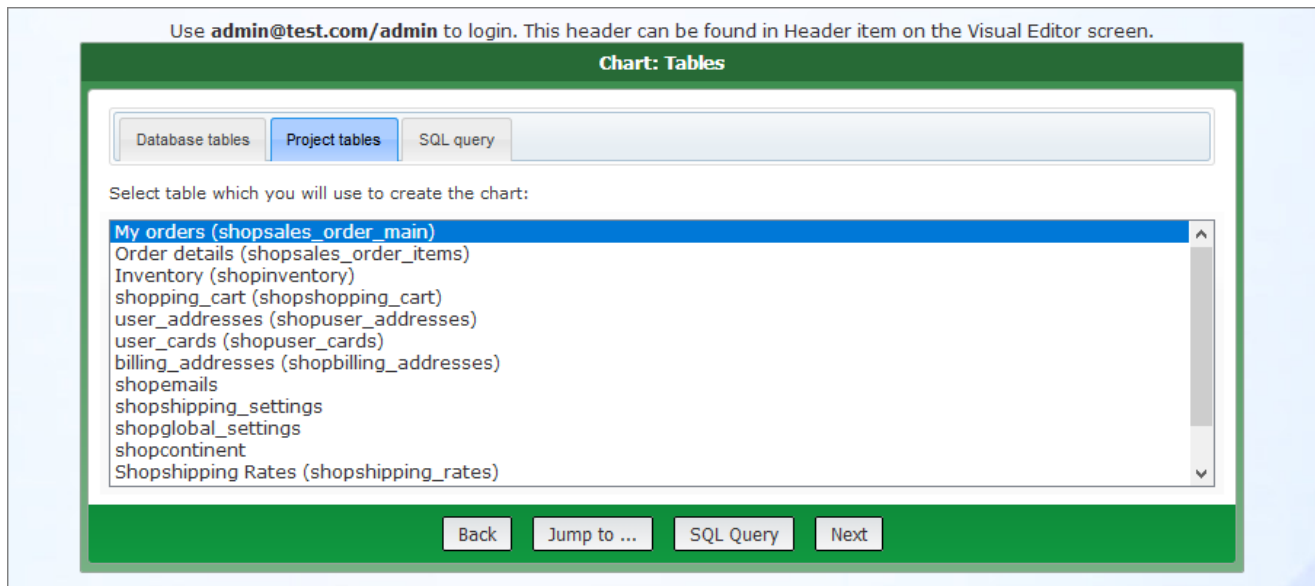 Use admin@test.com/admin to login. This header can be found in Header item on the Visual Editor screen.
Chart: Tables
Database tables Project tables SQL query
Select table which you will use to create the chart:
My orders (shopsales_order_main)
Order details (shopsales_order_items)
Inventory (shopinventory)
shopping_cart (shopshopping_cart)
user_addresses (shopuser_addresses)
user_cards (shopuser_cards)
billing_addresses (shopbilling_addresses)
shopemails
shopshipping_settings
shopglobal_settings
shopcontinent
Shopshipping Rates (shopshipping_rates)
Back Jump to ... SQL Query Next